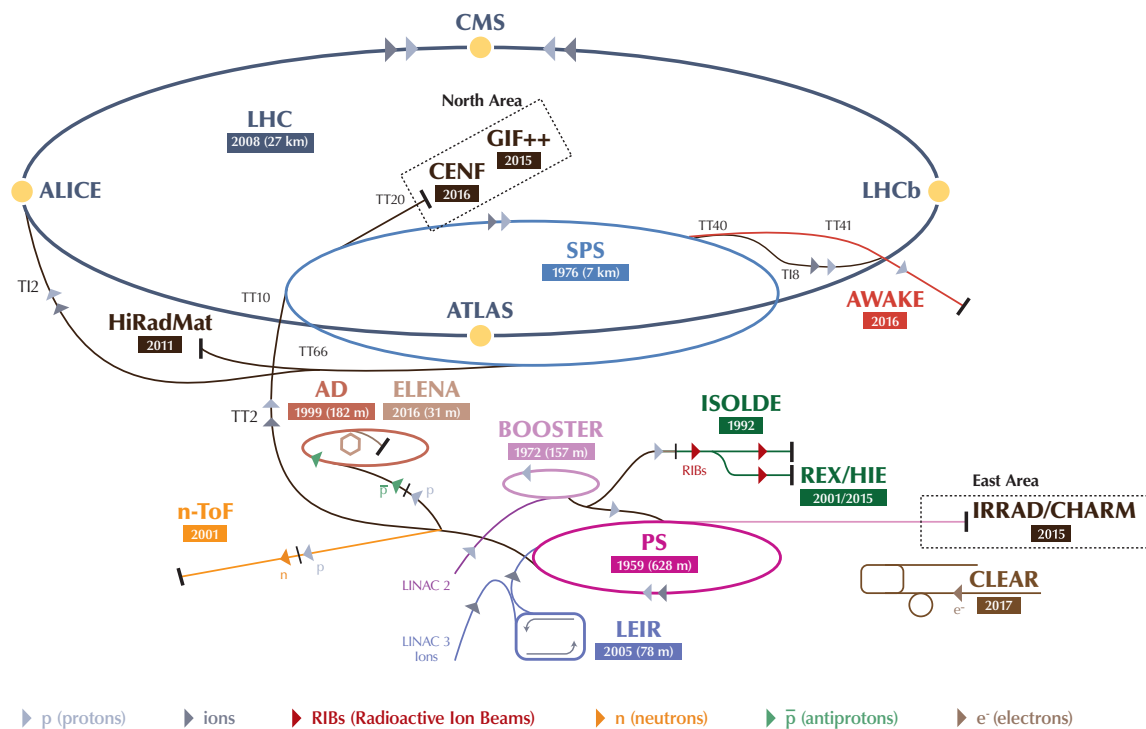 CMS
North Area
LHC
2008 (27 km)
GIF++
2015
CENF
2016
ALICE
LHCb
TT20
TT40
TT41
SPS
1976 (7 km)
TI2
TI8
TT10
ATLAS
AWAKE
2016
HiRadMat
2011
TT66
AD
1999 (182 m)
ELENA
2016 (31 m)
TT2
ISOLDE
1992
BOOSTER
1972 (157 m)
RIBs
REX/HIE
2001/2015
p̅
p
East Area
n-ToF
2001
IRRAD/CHARM
2015
PS
1959 (628 m)
n
p
LINAC 2
CLEAR
2017
e-
LINAC 3
Ions
LEIR
2005 (78 m)
p (protons)
ions
RIBs (Radioactive Ion Beams)
n (neutrons)
p̅ (antiprotons)
e- (electrons)